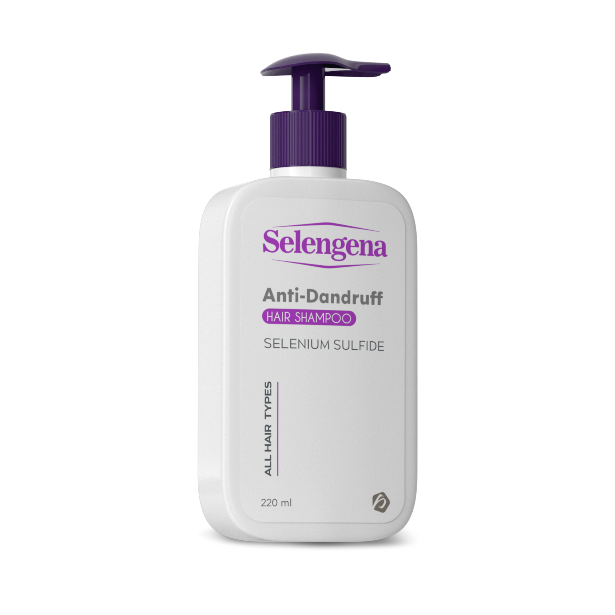 Selengena
Anti-Dandruff
HAIR SHAMPOO
SELENIUM SULFIDE
ALL HAIR TYPES
220 ml